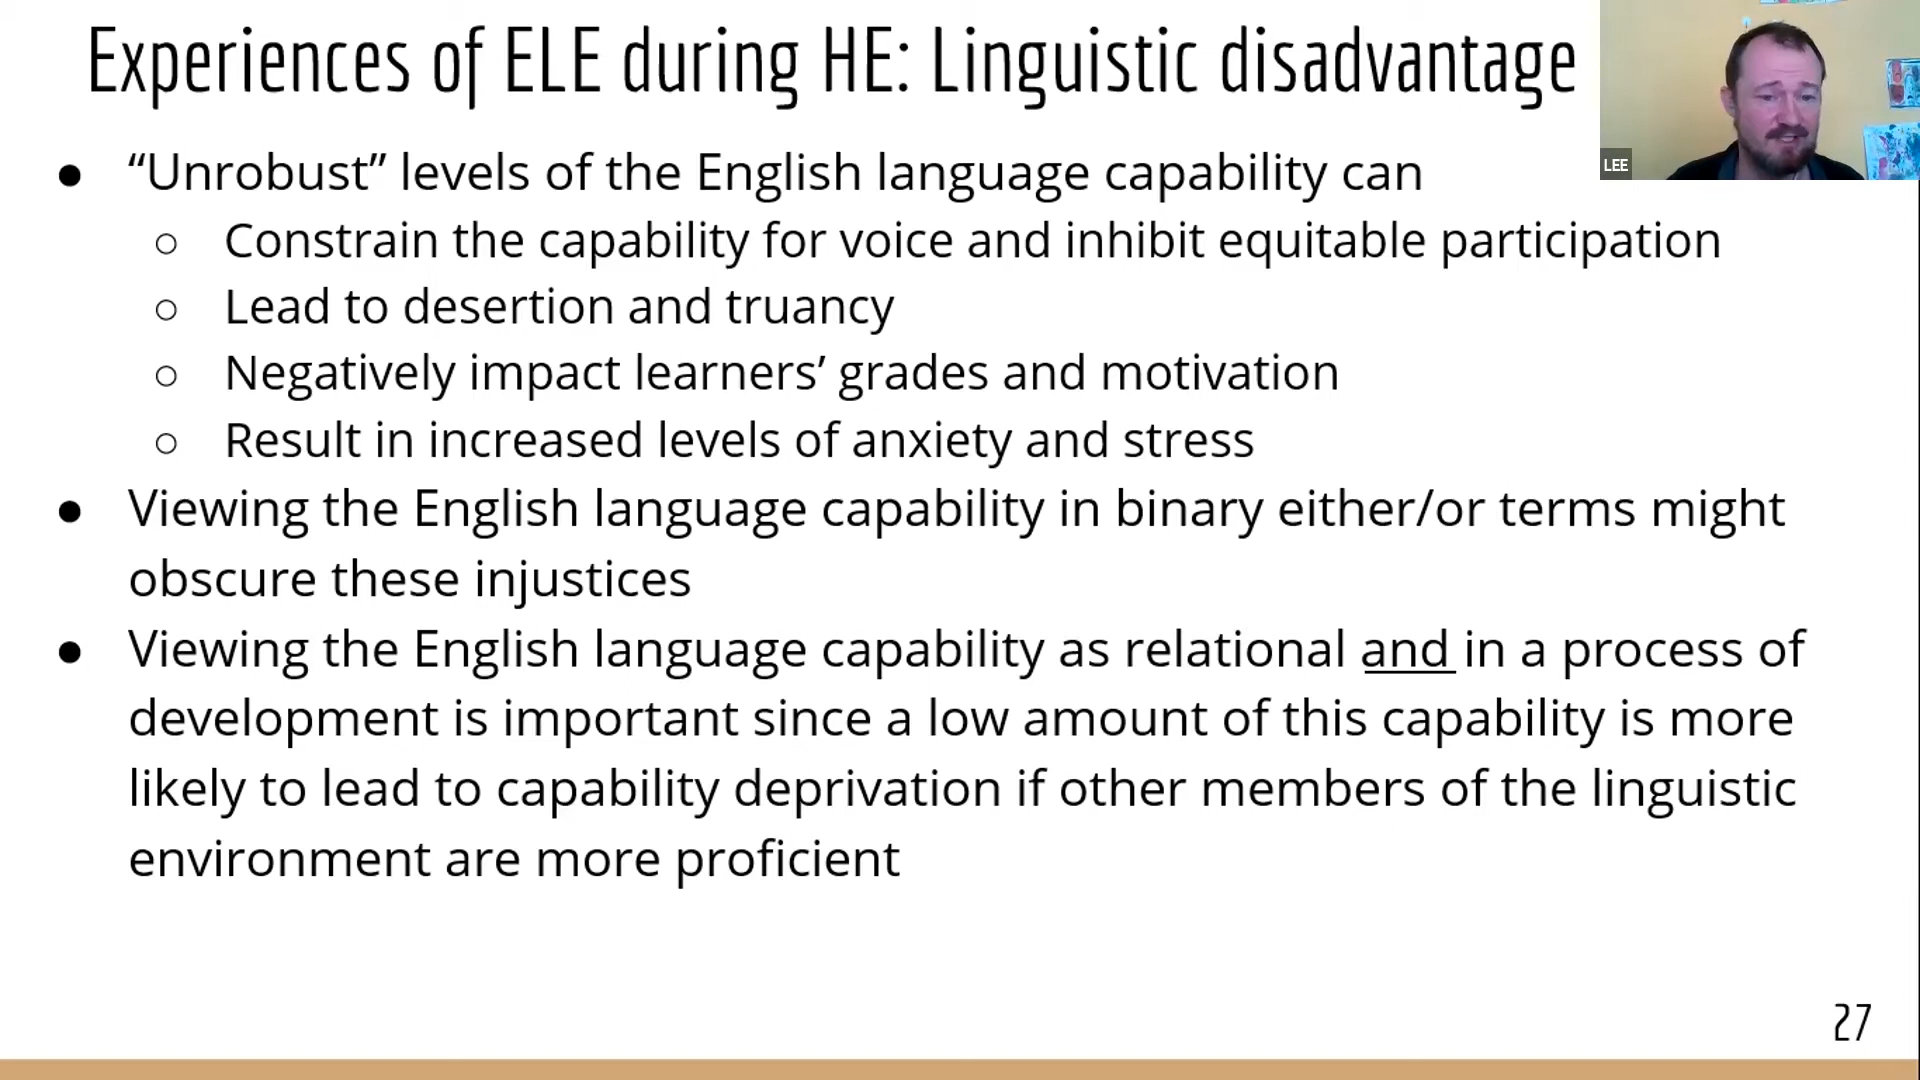 Experiences of ELE during HE: Linguistic disadvantage
LEE
● “Unrobust” levels of the English language capability can
○ Constrain the capability for voice and inhibit equitable participation
○ Lead to desertion and truancy
○ Negatively impact learners’ grades and motivation
○ Result in increased levels of anxiety and stress
● Viewing the English language capability in binary either/or terms might
obscure these injustices
● Viewing the English language capability as relational and in a process of
development is important since a low amount of this capability is more
likely to lead to capability deprivation if other members of the linguistic
environment are more proficient
27